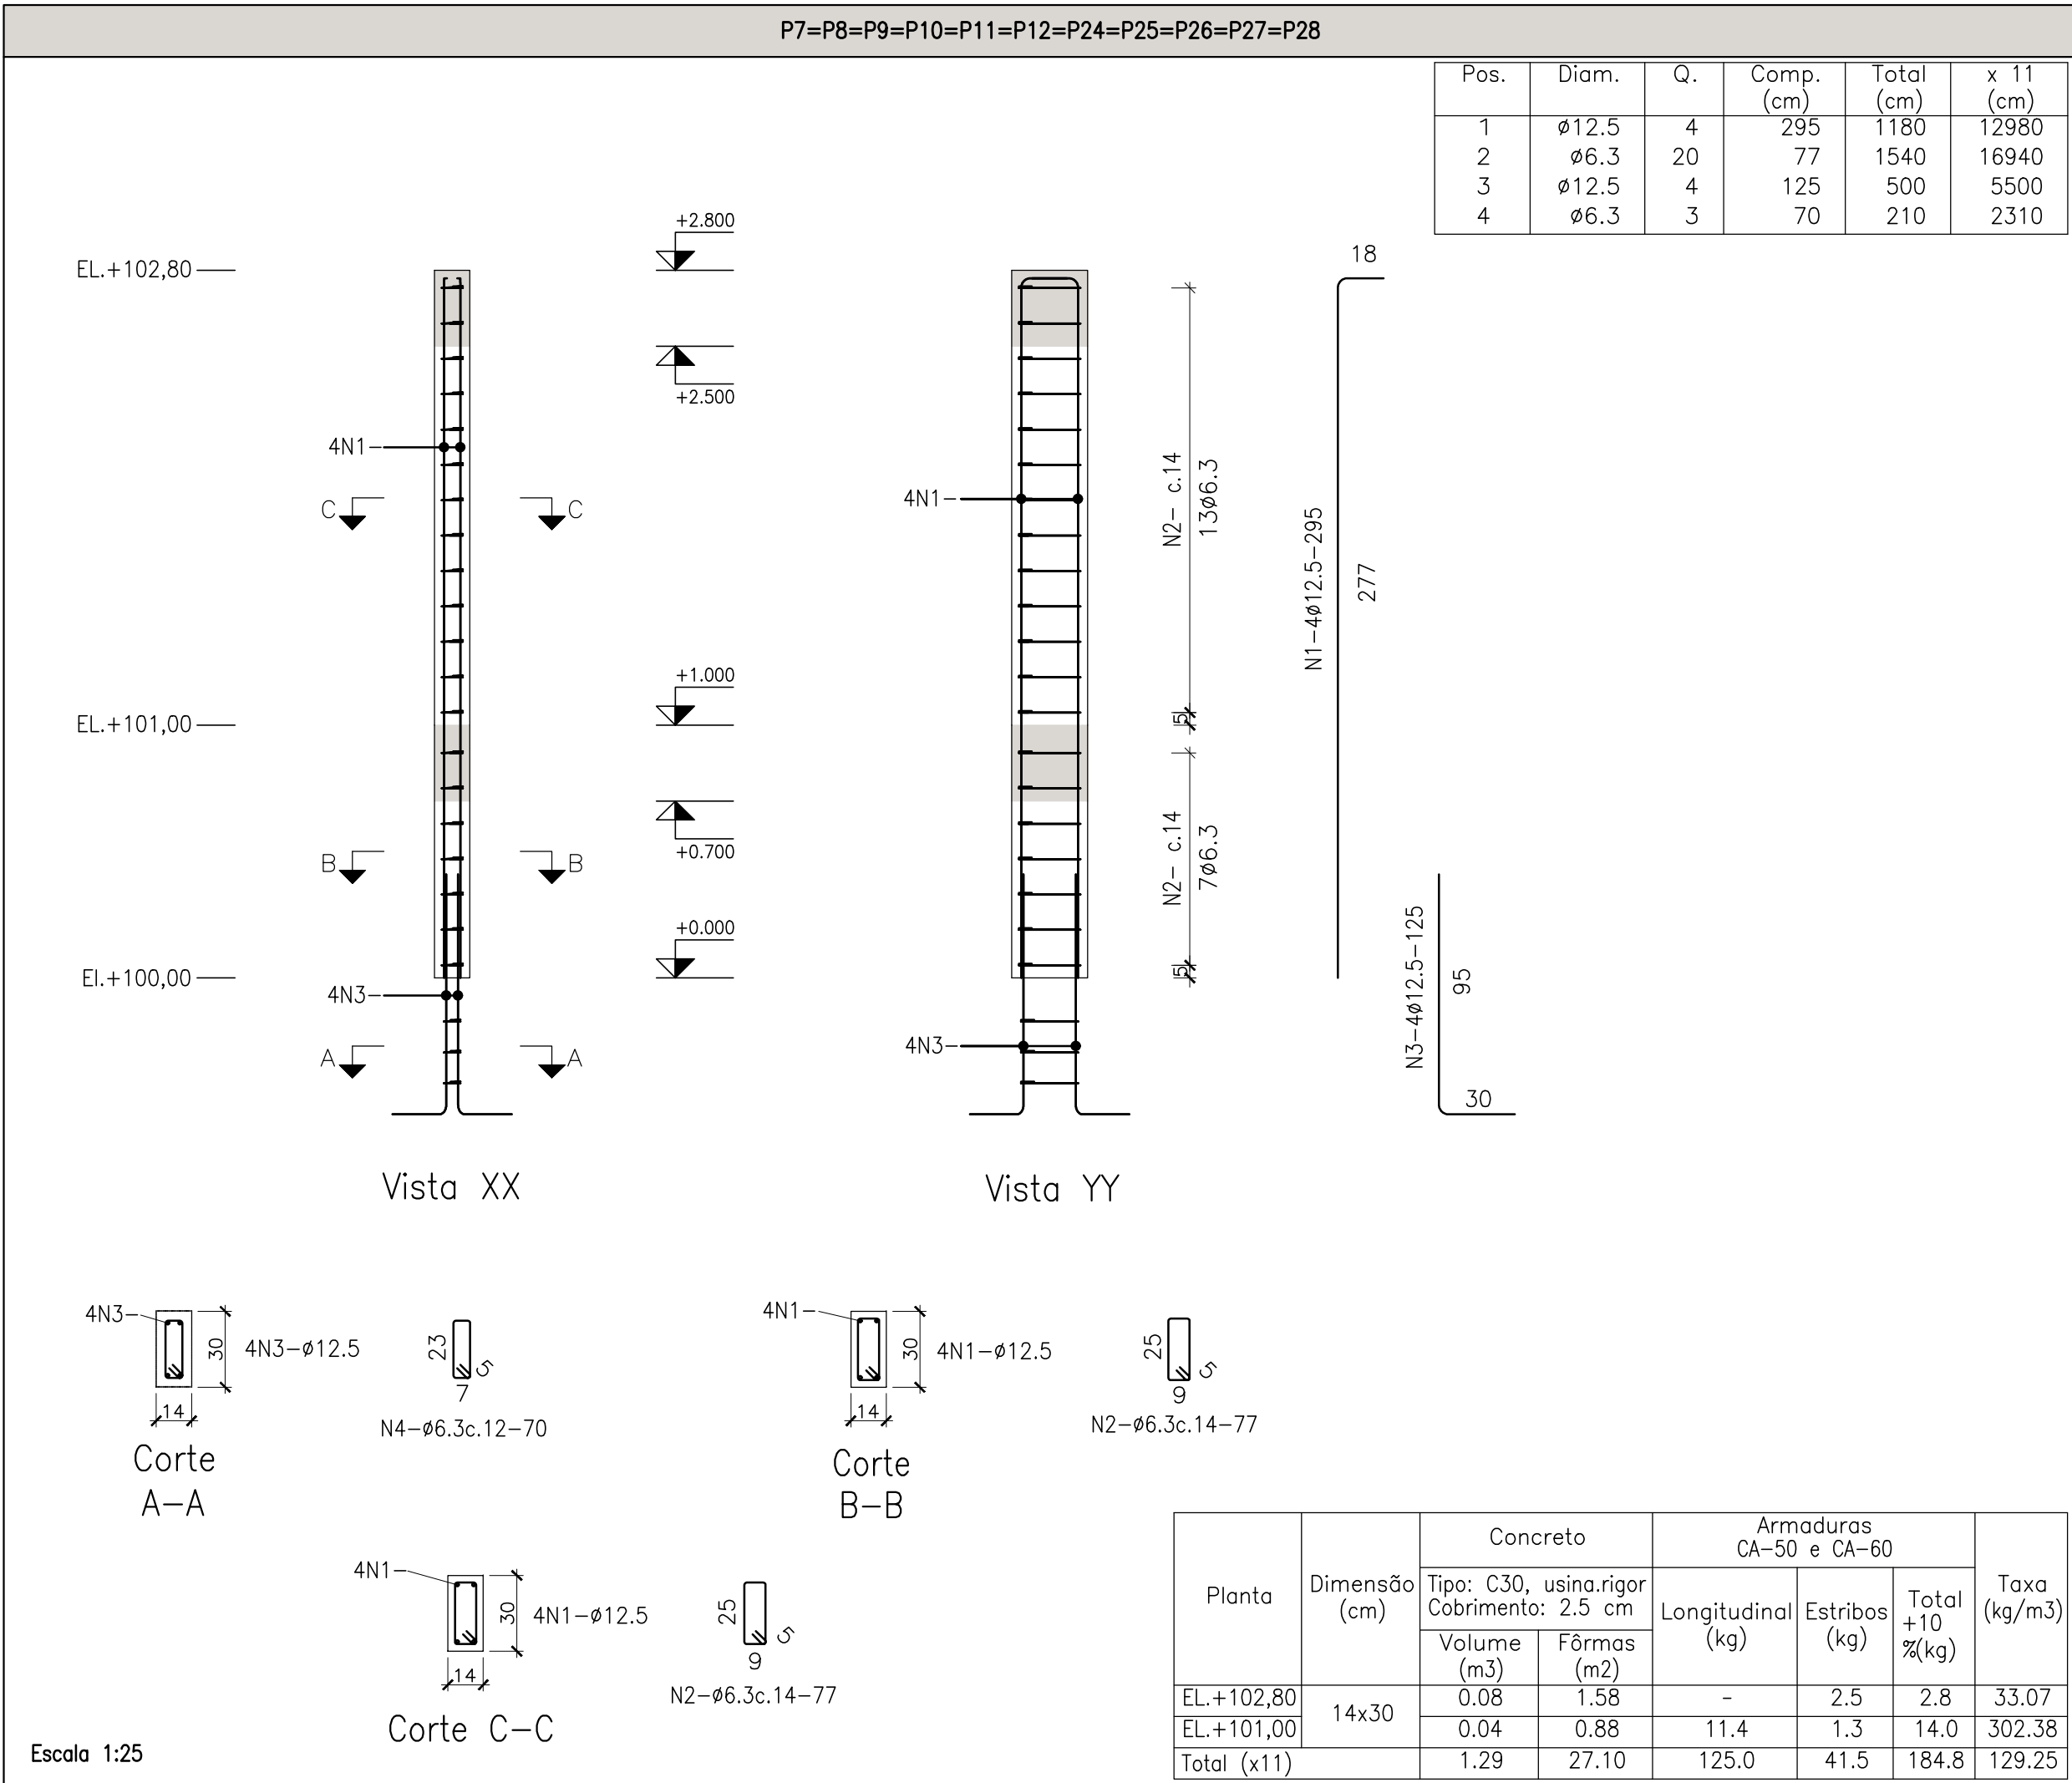 P7=P8=P9=P10=P11=P12=P24=P25=P26=P27=P28
Pos. Diam. Q. Comp. (cm) Total (cm) x 11 (cm)
1 ø12.5 4 295 1180 12980
2 ø6.3 20 77 1540 16940
3 ø12.5 4 125 500 5500
4 ø6.3 3 70 210 2310
EL.+102,80
EL.+101,00
El.+100,00
4N1
C C
B B
4N3
A A
Vista XX
+2.800
+2.500
+1.000
+0.700
+0.000
4N1
4N3
Vista YY
N2- c.14
13ø6.3
5
N2- c.14
7ø6.3
5
18
N1-4ø12.5-295
277
N3-4ø12.5-125
95
30
4N3
30
14
4N3-ø12.5
Corte
A-A
23
5
7
N4-ø6.3c.12-70
4N1
30
14
4N1-ø12.5
Corte
B-B
25
5
9
N2-ø6.3c.14-77
4N1
30
14
4N1-ø12.5
Corte C-C
25
5
9
N2-ø6.3c.14-77
Escala 1:25
Planta
Dimensão
(cm)
Concreto
Tipo: C30, usina.rigor
Cobrimento: 2.5 cm
Volume
(m3)
Fôrmas
(m2)
Armaduras
CA-50 e CA-60
Longitudinal
(kg)
Estribos
(kg)
Total
+10
%(kg)
Taxa
(kg/m3)
EL.+102,80 14x30 0.08 1.58 - 2.5 2.8 33.07
EL.+101,00 0.04 0.88 11.4 1.3 14.0 302.38
Total (x11) 1.29 27.10 125.0 41.5 184.8 129.25